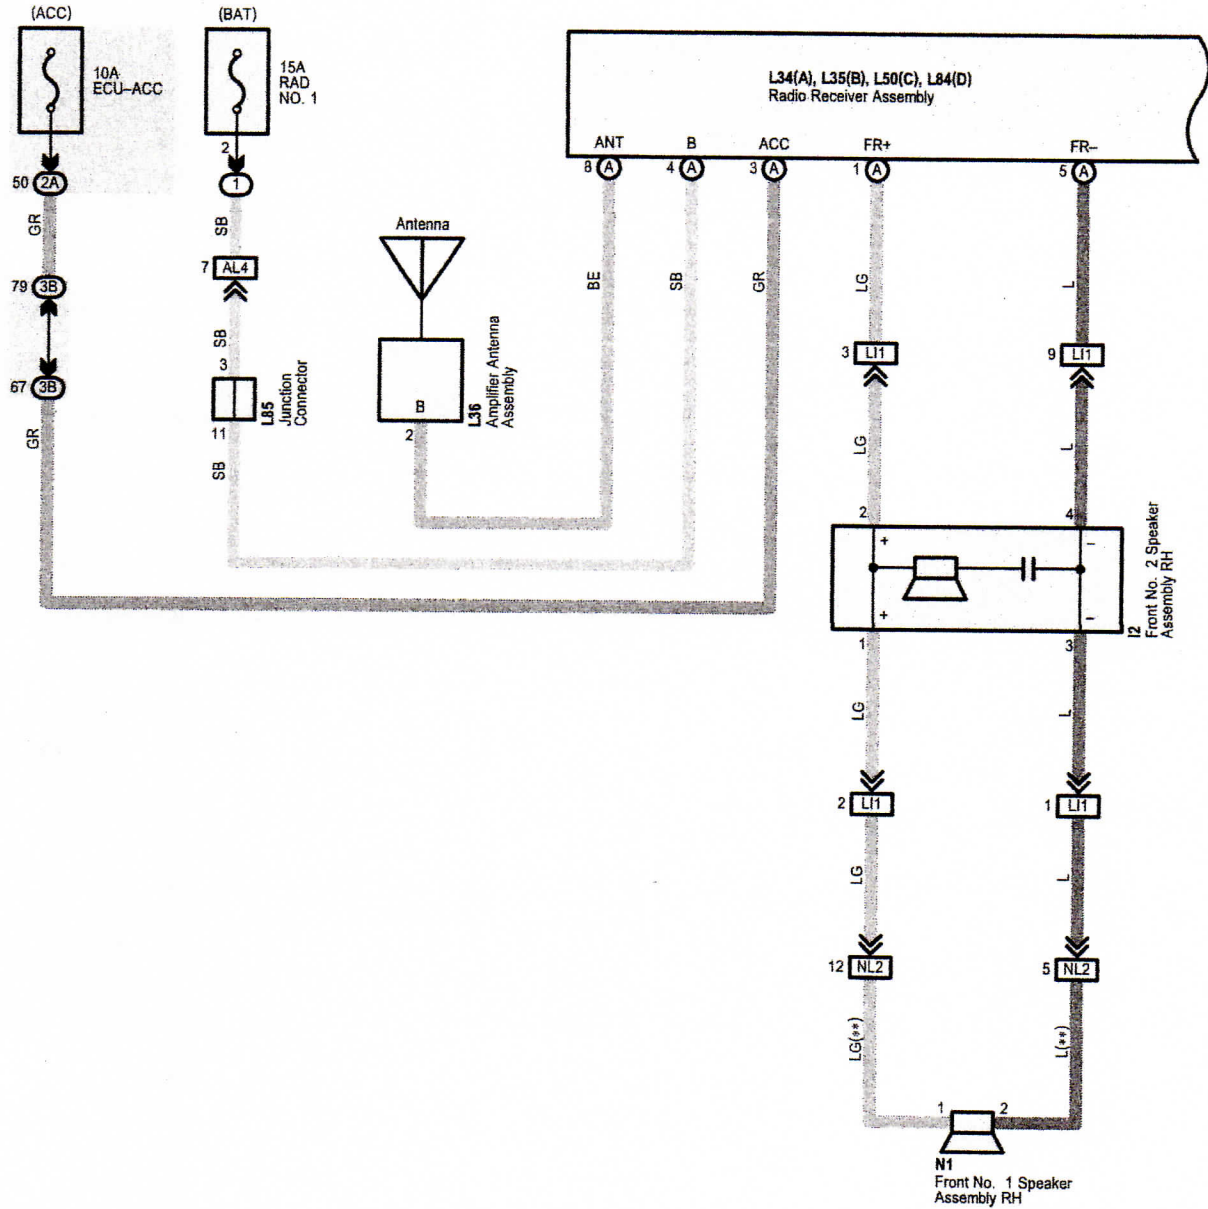 (ACC)
(BAT)
10A
ECU–ACC
15A
RAD
NO. 1
L34(A), L35(B), L50(C), L84(D)
Radio Receiver Assembly
ANT
B
ACC
FR+
FR–
8 A
4 A
3 A
1 A
5 A
2
50 2A
1
GR
SB
Antenna
7 AL4
BE
SB
GR
LG
L
79 3B
SB
3 LI1
9 LI1
3
67 3B
L85
Junction
Connector
B
L36
Amplifier Antenna
Assembly
11
2
GR
SB
LG
L
2
4
+
–
+
–
I2
Front No. 2 Speaker
Assembly RH
1
3
LG
L
2 LI1
1 LI1
LG
L
12 NL2
5 NL2
LG(**)
L(**)
1
2
N1
Front No. 1 Speaker
Assembly RH